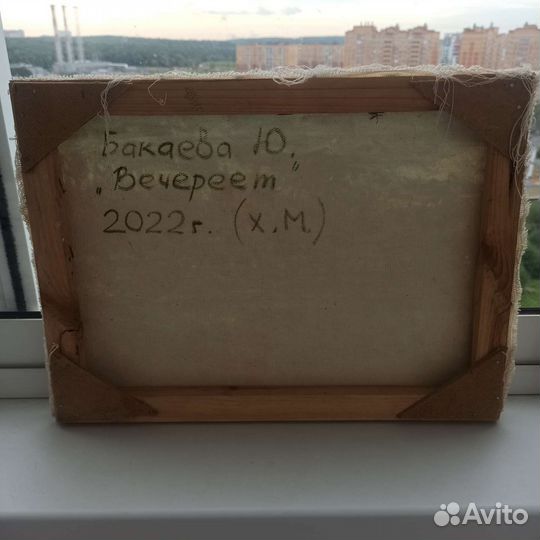 Бакаева Ю.
„Вечереет"
2022г. (х.м.)
Avito